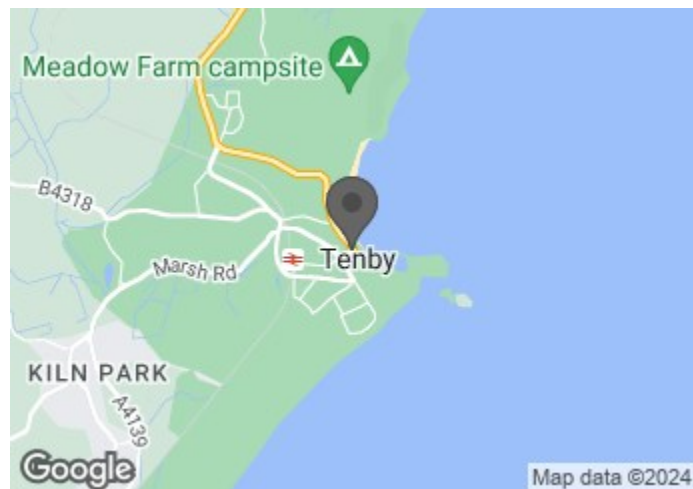 Meadow Farm campsite
B4318
Tenby
Marsh Rd
KILN PARK
A4139
Google
Map data ©2024